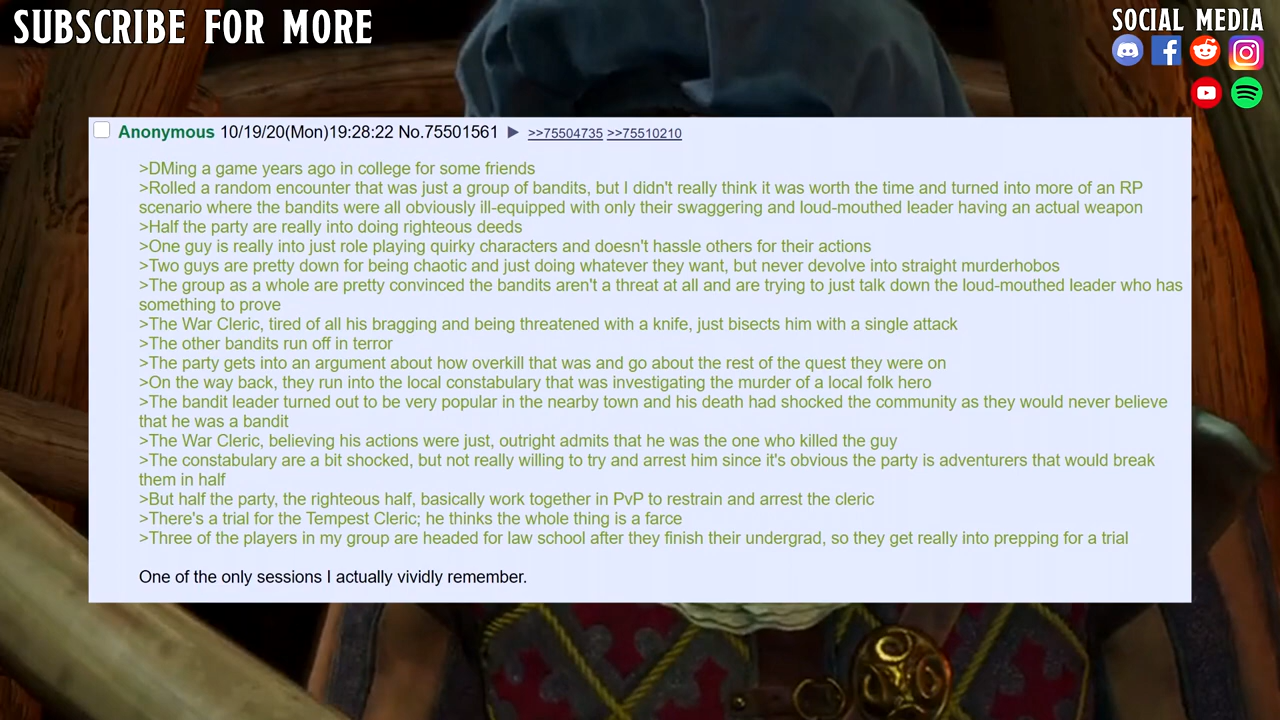 SUBSCRIBE FOR MORE
SOCIAL MEDIA
Anonymous 10/19/20(Mon)19:28:22 No.75501561 ▶ >>75504735 >>75510210
>DMing a game years ago in college for some friends
>Rolled a random encounter that was just a group of bandits, but I didn't really think it was worth the time and turned into more of an RP
scenario where the bandits were all obviously ill-equipped with only their swaggering and loud-mouthed leader having an actual weapon
>Half the party are really into doing righteous deeds
>One guy is really into just role playing quirky characters and doesn't hassle others for their actions
>Two guys are pretty down for being chaotic and just doing whatever they want, but never devolve into straight murderhobos
>The group as a whole are pretty convinced the bandits aren't a threat at all and are trying to just talk down the loud-mouthed leader who has
something to prove
>The War Cleric, tired of all his bragging and being threatened with a knife, just bisects him with a single attack
>The other bandits run off in terror
>The party gets into an argument about how overkill that was and go about the rest of the quest they were on
>On the way back, they run into the local constabulary that was investigating the murder of a local folk hero
>The bandit leader turned out to be very popular in the nearby town and his death had shocked the community as they would never believe
that he was a bandit
>The War Cleric, believing his actions were just, outright admits that he was the one who killed the guy
>The constabulary are a bit shocked, but not really willing to try and arrest him since it's obvious the party is adventurers that would break
them in half
>But half the party, the righteous half, basically work together in PvP to restrain and arrest the cleric
>There's a trial for the Tempest Cleric; he thinks the whole thing is a farce
>Three of the players in my group are headed for law school after they finish their undergrad, so they get really into prepping for a trial
One of the only sessions I actually vividly remember.